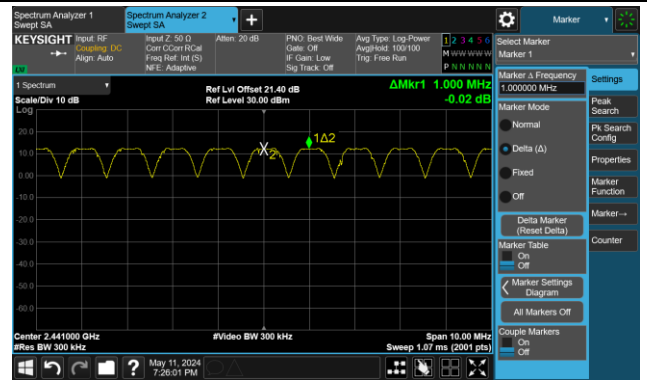 Spectrum Analyzer 1
Swept SA
Spectrum Analyzer 2
Swept SA
+
Marker
KEYSIGHT
Input: RF
Coupling: DC
Align: Auto
Input Z: 50 Ω
Corr CCorr RCal
Freq Ref: Int (S)
NFE: Adaptive
Atten: 20 dB
PNO: Best Wide
Gate: Off
IF Gain: Low
Sig Track: Off
Avg Type: Log-Power
Avg|Hold: 100/100
Trig: Free Run
1 2 3 4 5 6
M W W W W W
P N N N N N
LW
Select Marker
Marker 1
1 Spectrum
Scale/Div 10 dB
Ref Lvl Offset 21.40 dB
Ref Level 30.00 dBm
ΔMkr1 1.000 MHz
-0.02 dB
Log
20.0
10.0
0.00
-10.0
-20.0
-30.0
-40.0
-50.0
-60.0
X2
1Δ2
Center 2.441000 GHz
#Res BW 300 kHz
#Video BW 300 kHz
Span 10.00 MHz
Sweep 1.07 ms (2001 pts)
Marker Δ Frequency
1.000000 MHz
Marker Mode
Normal
Delta (Δ)
Fixed
Off
Delta Marker
(Reset Delta)
Marker Table
On
Off
Marker Settings
Diagram
All Markers Off
Couple Markers
On
Off
Settings
Peak
Search
Pk Search
Config
Properties
Marker
Function
Marker→
Counter
?
May 11, 2024
7:26:01 PM